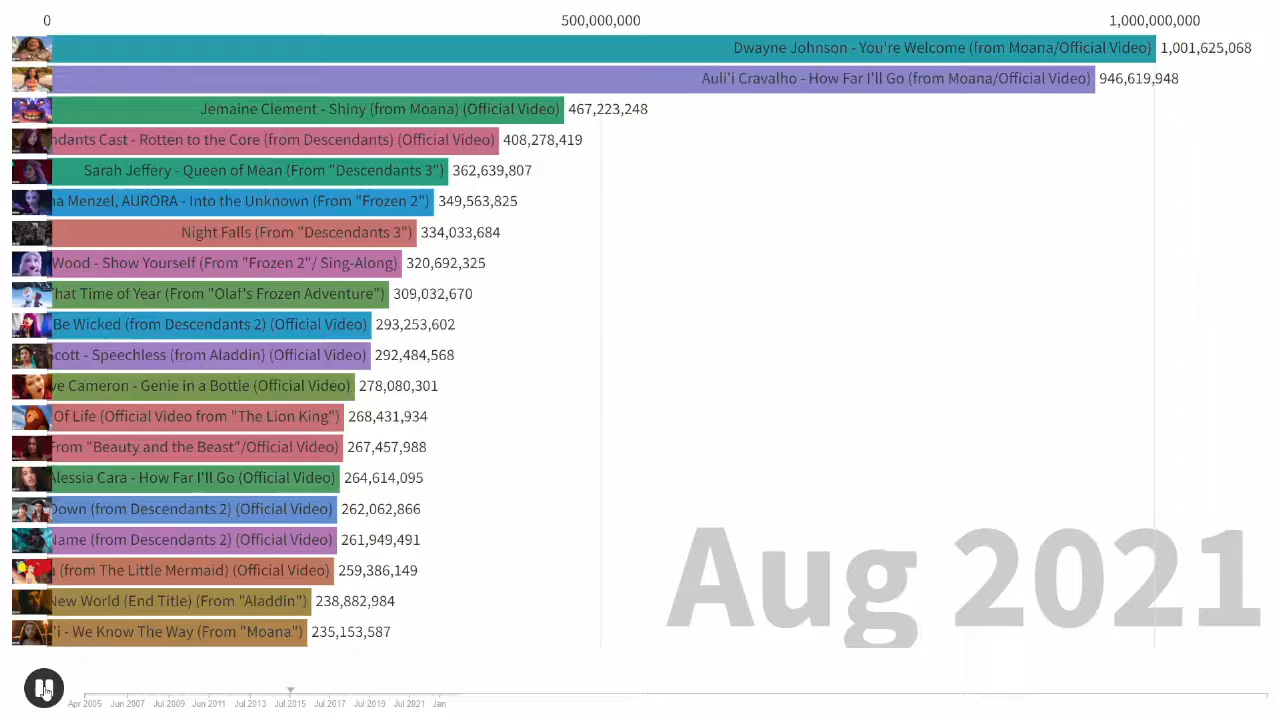 0 500,000,000 1,000,000,000
Dwayne Johnson - You're Welcome (from Moana/Official Video) 1,001,625,068
Auli'i Cravalho - How Far I'll Go (from Moana/Official Video) 946,619,948
Jemaine Clement - Shiny (from Moana) (Official Video) 467,223,248
ndants Cast - Rotten to the Core (from Descendants) (Official Video) 408,278,419
Sarah Jeffery - Queen of Mean (From "Descendants 3") 362,639,807
a Menzel, AURORA - Into the Unknown (From "Frozen 2") 349,563,825
Night Falls (From "Descendants 3") 334,033,684
Wood - Show Yourself (From "Frozen 2"/ Sing-Along) 320,692,325
hat Time of Year (From "Olaf's Frozen Adventure") 309,032,670
Be Wicked (from Descendants 2) (Official Video) 293,253,602
cott - Speechless (from Aladdin) (Official Video) 292,484,568
ve Cameron - Genie in a Bottle (Official Video) 278,080,301
Of Life (Official Video from "The Lion King") 268,431,934
From "Beauty and the Beast"/Official Video) 267,457,988
Alessia Cara - How Far I'll Go (Official Video) 264,614,095
Down (from Descendants 2) (Official Video) 262,062,866
Name (from Descendants 2) (Official Video) 261,949,491
(from The Little Mermaid) (Official Video) 259,386,149
New World (End Title) (From "Aladdin") 238,882,984
'i - We Know The Way (From "Moana") 235,153,587
Aug 2021
Apr 2005 Jun 2007 Jul 2009 Jun 2011 Jul 2013 Jul 2015 Jul 2017 Jul 2019 Jul 2021 Jan